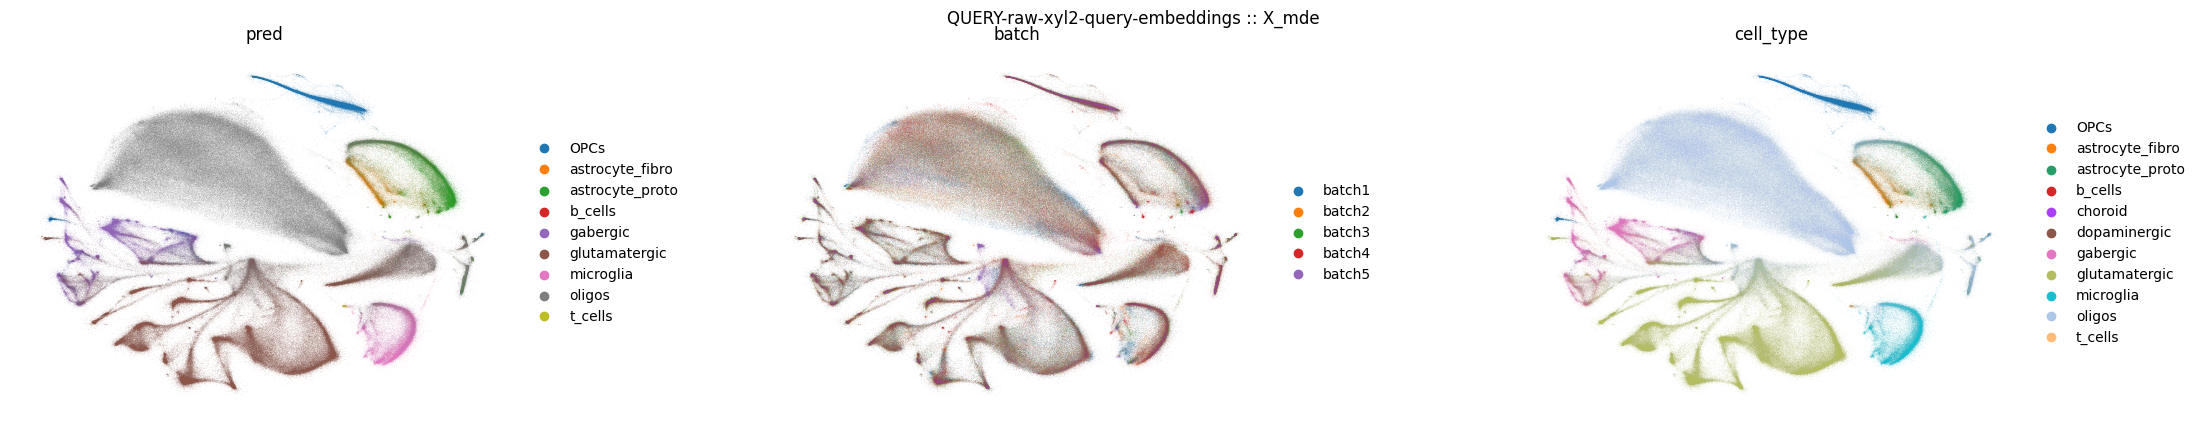 QUERY-raw-xyl2-query-embeddings :: X_mde
pred
OPCs
astrocyte_fibro
astrocyte_proto
b_cells
gabergic
glutamatergic
microglia
oligos
t_cells
batch
batch1
batch2
batch3
batch4
batch5
cell_type
OPCs
astrocyte_fibro
astrocyte_proto
b_cells
choroid
dopaminergic
gabergic
glutamatergic
microglia
oligos
t_cells